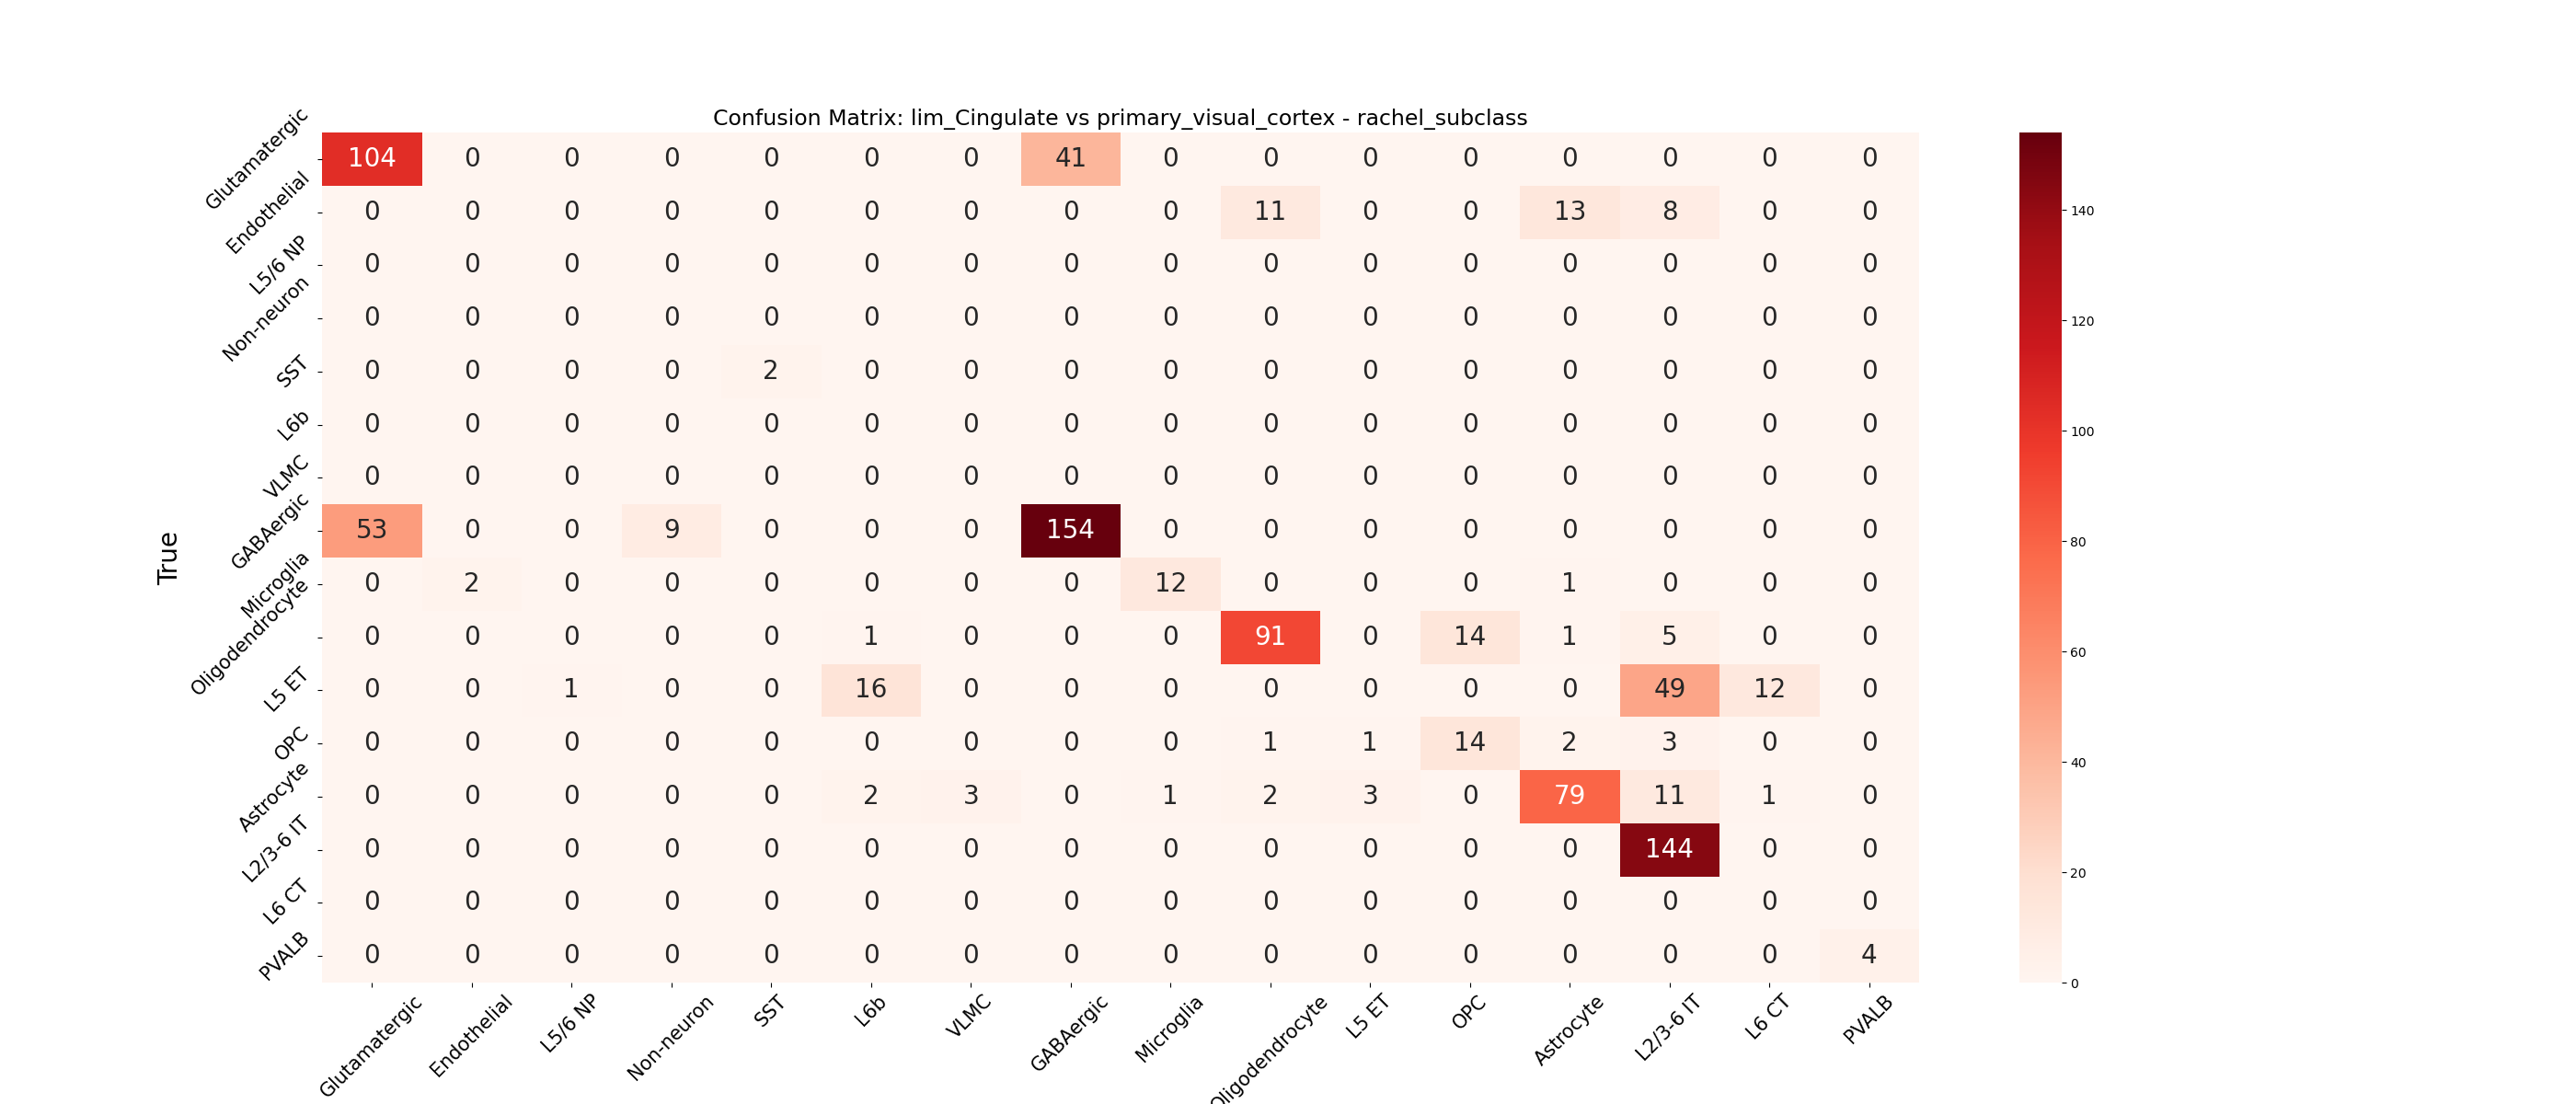 Confusion Matrix: lim_Cingulate vs primary_visual_cortex - rachel_subclass
Glutamatergic 104 0 0 0 0 0 0 41 0 0 0 0 0 0 0 0
Endothelial 0 0 0 0 0 0 0 0 0 11 0 0 13 8 0 0
L5/6 NP 0 0 0 0 0 0 0 0 0 0 0 0 0 0 0 0
Non-neuron 0 0 0 0 0 0 0 0 0 0 0 0 0 0 0 0
SST 0 0 0 0 2 0 0 0 0 0 0 0 0 0 0 0
L6b 0 0 0 0 0 0 0 0 0 0 0 0 0 0 0 0
VLMC 0 0 0 0 0 0 0 0 0 0 0 0 0 0 0 0
GABAergic 53 0 0 9 0 0 0 154 0 0 0 0 0 0 0 0
Microglia 0 2 0 0 0 0 0 0 12 0 0 0 1 0 0 0
Oligodendrocyte 0 0 0 0 0 1 0 0 0 91 0 14 1 5 0 0
L5 ET 0 0 1 0 0 16 0 0 0 0 0 0 0 49 12 0
OPC 0 0 0 0 0 0 0 0 0 1 1 14 2 3 0 0
Astrocyte 0 0 0 0 0 2 3 0 1 2 3 0 79 11 1 0
L2/3-6 IT 0 0 0 0 0 0 0 0 0 0 0 0 0 144 0 0
L6 CT 0 0 0 0 0 0 0 0 0 0 0 0 0 0 0 0
PVALB 0 0 0 0 0 0 0 0 0 0 0 0 0 0 0 4
True
Glutamatergic Endothelial L5/6 NP Non-neuron SST L6b VLMC GABAergic Microglia Oligodendrocyte L5 ET OPC Astrocyte L2/3-6 IT L6 CT PVALB
140
120
100
80
60
40
20
0